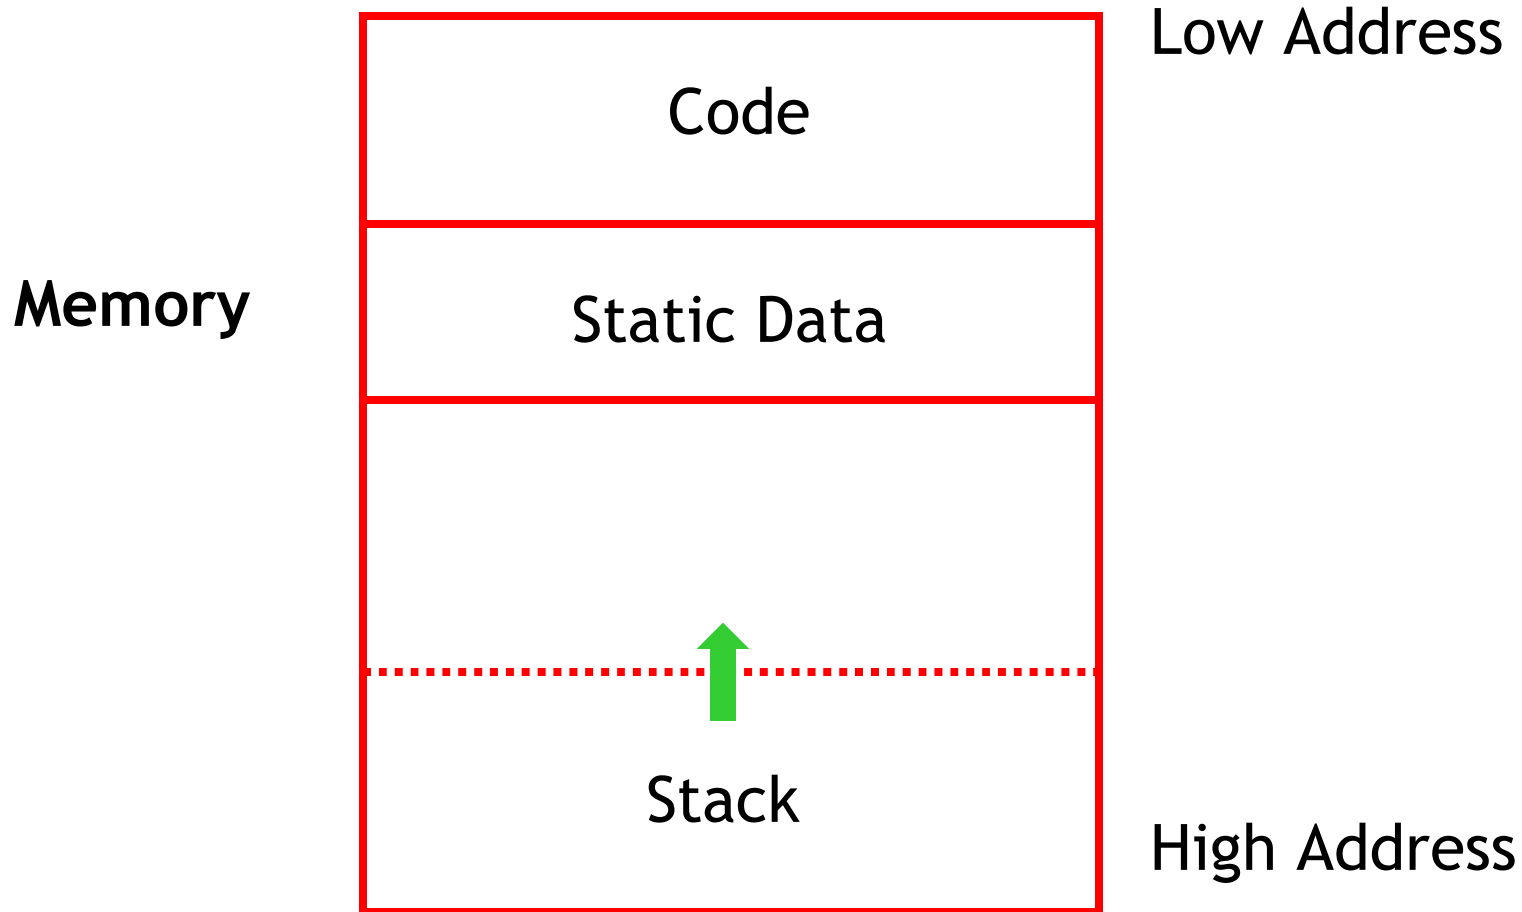 Low Address
Code
Memory
Static Data
Stack
High Address